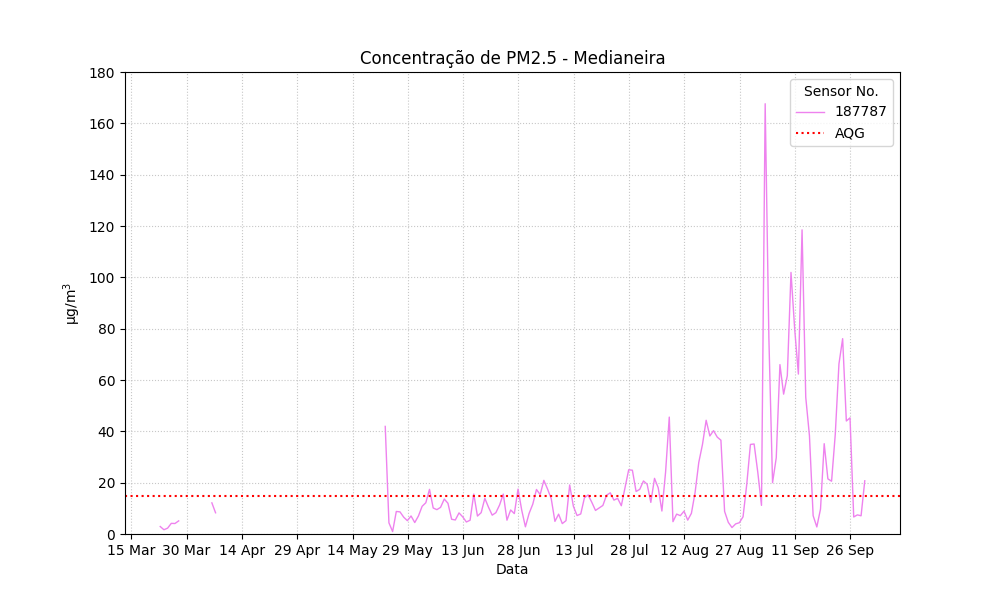 Concentração de PM2.5 - Medianeira
Sensor No.
187787
AQG
180
160
140
120
100
80
60
40
20
0
µg/m³
15 Mar 30 Mar 14 Apr 29 Apr 14 May 29 May 13 Jun 28 Jun 13 Jul 28 Jul 12 Aug 27 Aug 11 Sep 26 Sep
Data